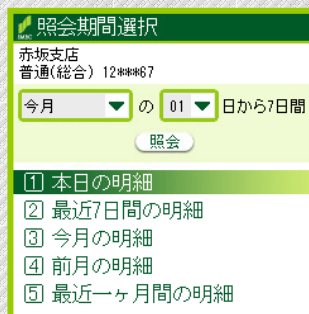 SMBC 照会期間選択
赤坂支店
普通(総合) 12***67
今月 の 01 日から7日間
照会
1 本日の明細
2 最近7日間の明細
3 今月の明細
4 前月の明細
5 最近一ヶ月間の明細